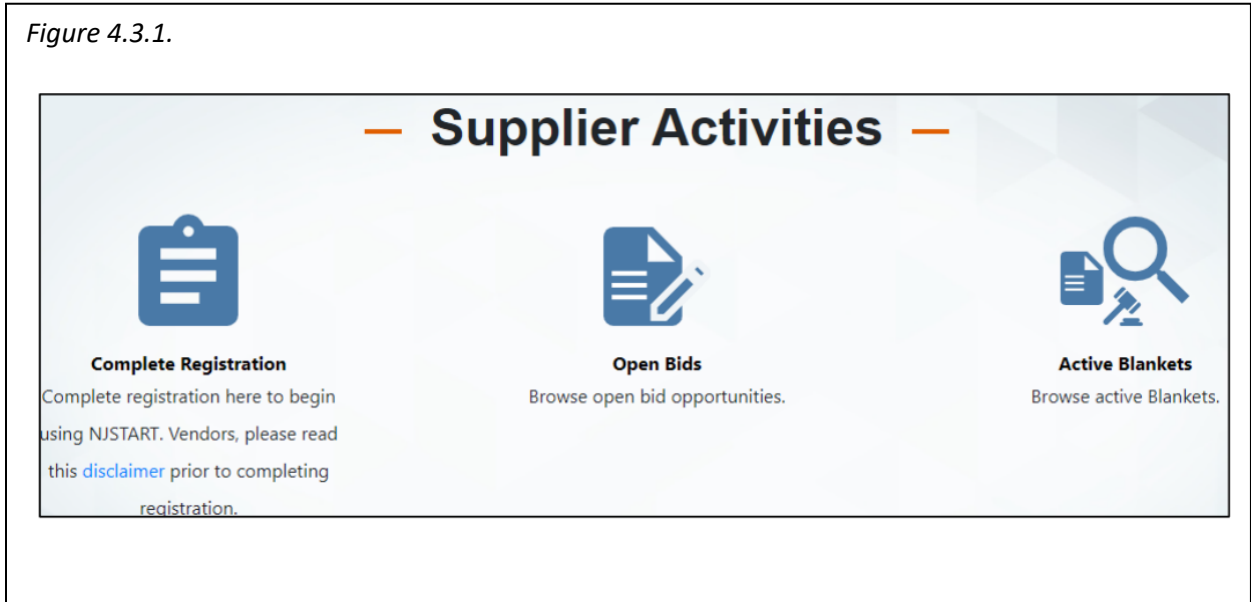 Figure 4.3.1.
— Supplier Activities —
Complete Registration
Complete registration here to begin
using NJSTART. Vendors, please read
this disclaimer prior to completing
registration.
Open Bids
Browse open bid opportunities.
Active Blankets
Browse active Blankets.